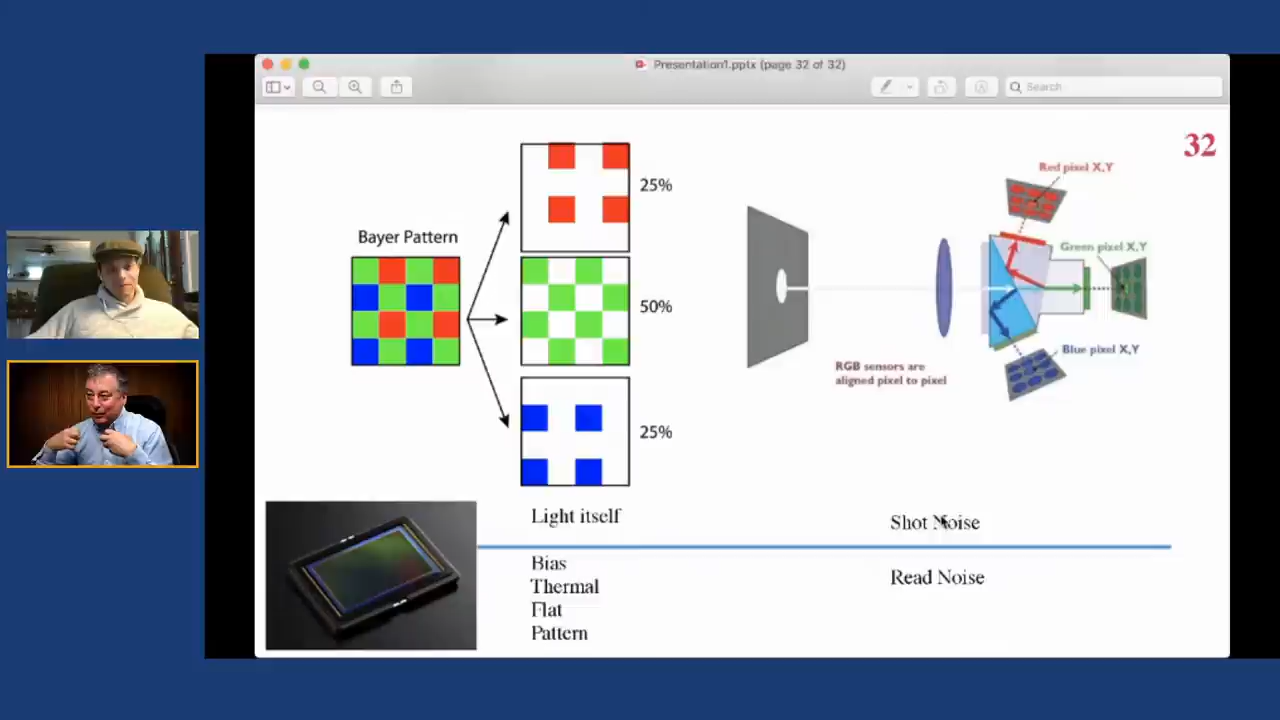 Presentation1.pptx (page 32 of 32)
Search
32
Bayer Pattern
25%
50%
25%
Red pixel X,Y
Green pixel X,Y
Blue pixel X,Y
RGB sensors are
aligned pixel to pixel
Light itself
Shot Noise
Bias
Thermal
Flat
Pattern
Read Noise